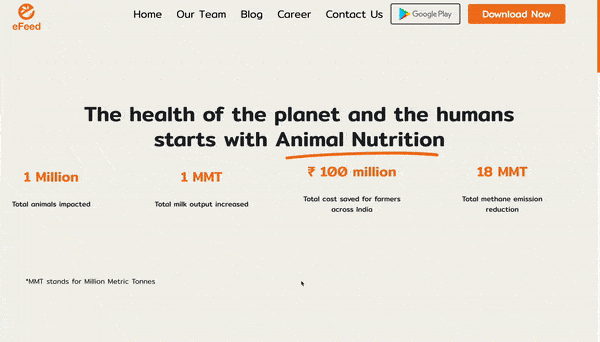 eFeed
Home Our Team Blog Career Contact Us Google Play Download Now
The health of the planet and the humans
starts with Animal Nutrition
1 Million
Total animals impacted
1 MMT
Total milk output increased
₹ 100 million
Total cost saved for farmers
across India
18 MMT
Total methane emission
reduction
*MMT stands for Million Metric Tonnes